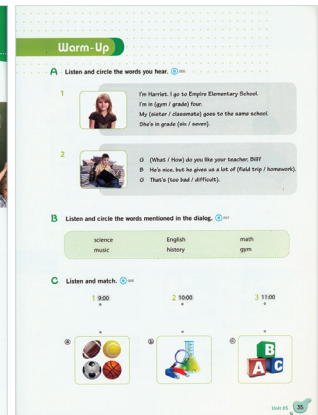 Warm-Up
A Listen and circle the words you hear.
1
I'm Harriet. I go to Empire Elementary School.
I'm in (gym / grade) four.
My (sister / classmate) goes to the same school.
She's in grade (six / seven).
2
G (What / How) do you like your teacher, Bill?
B He's nice, but he gives us a lot of (field trip / homework).
G That's (too bad / difficult).
B Listen and circle the words mentioned in the dialog.
science English math
music history gym
C Listen and match.
1 9:00 2 10:00 3 11:00
ⓐ ⓑ ⓒ
B
A C
Unit 05 35